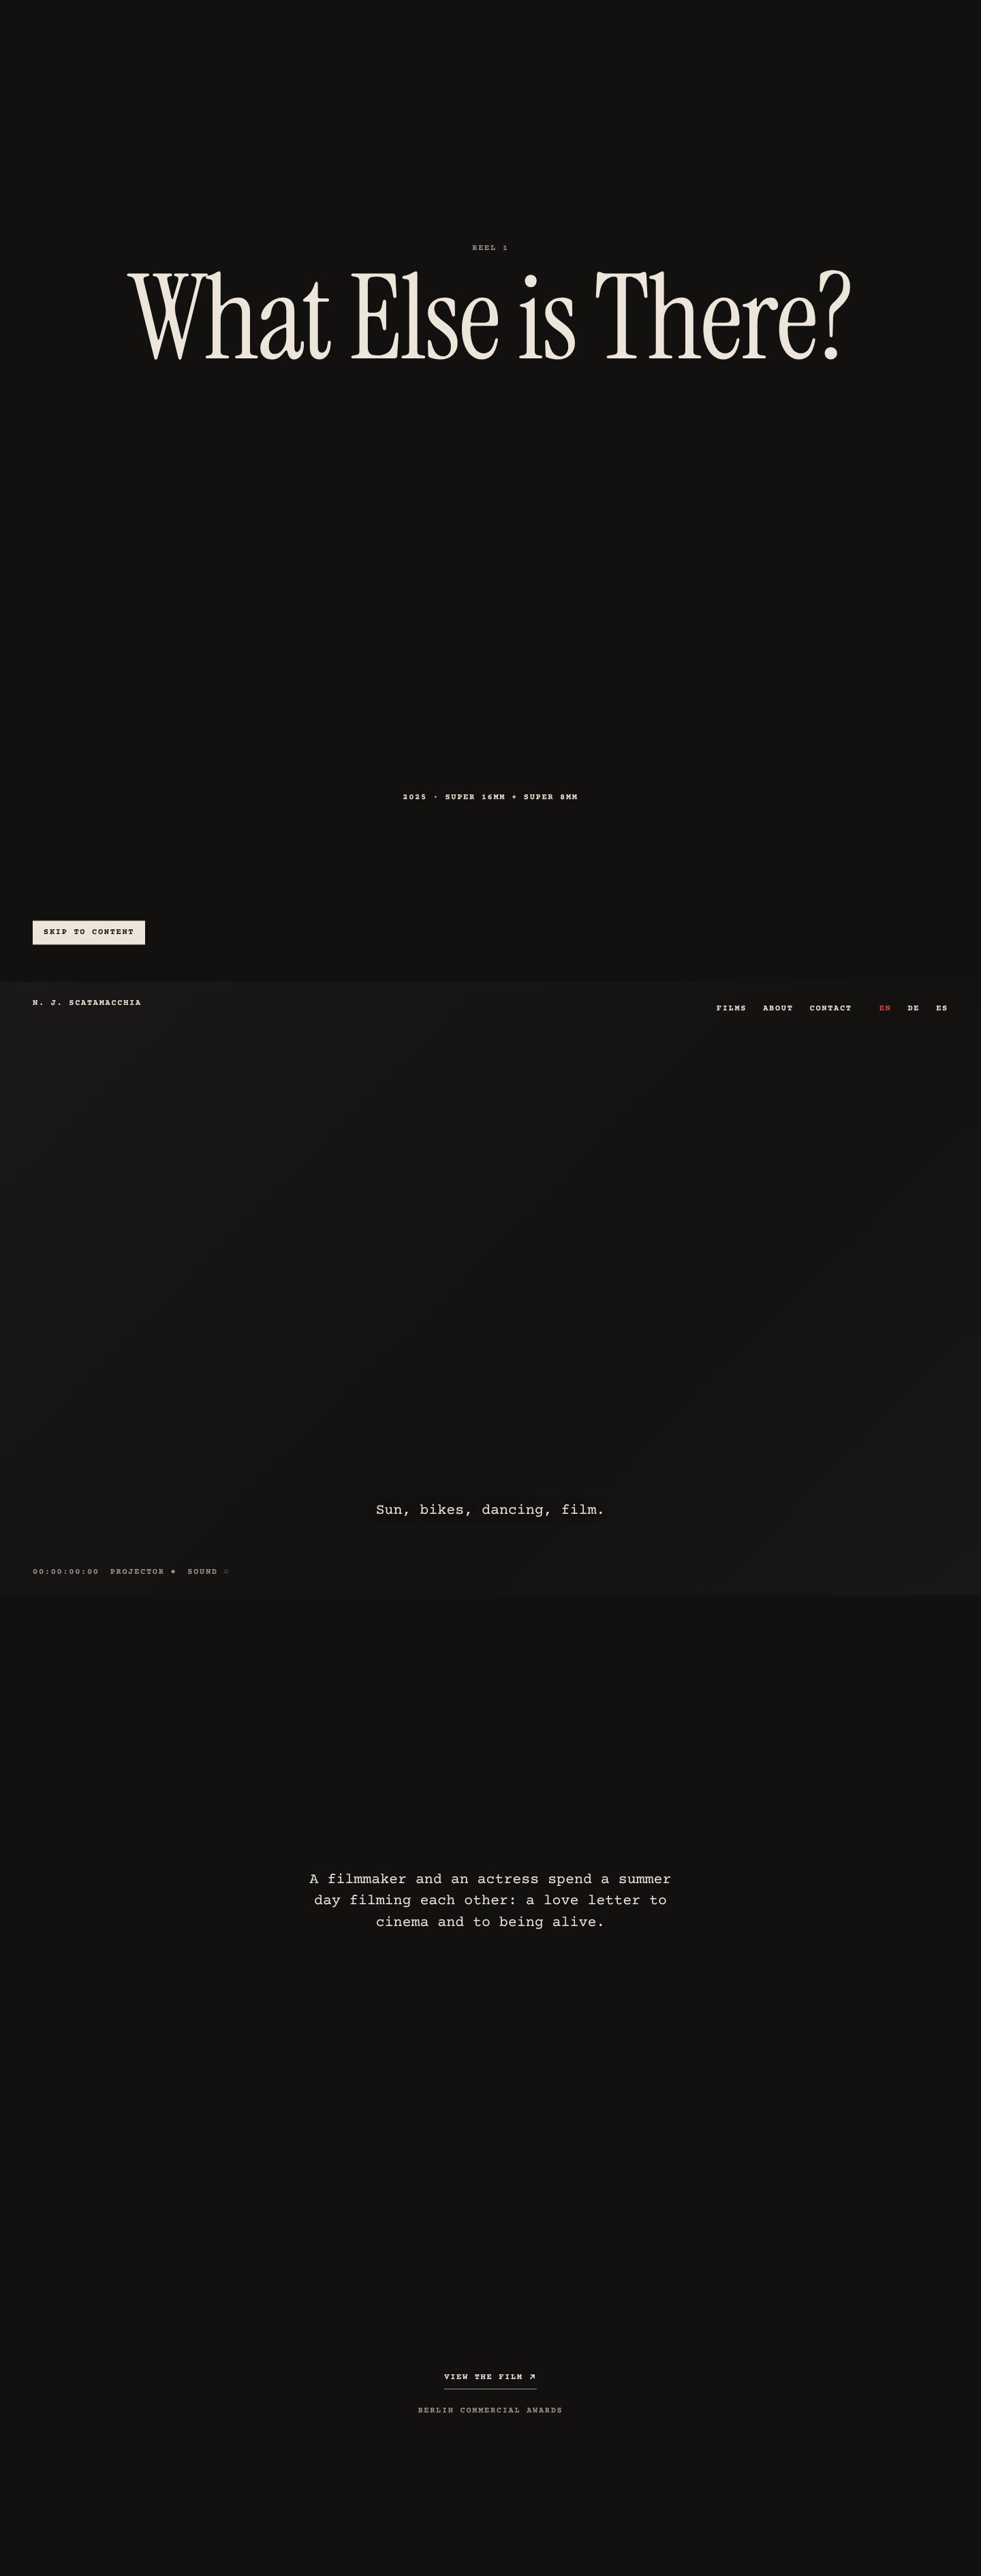 REEL 1
What Else is There?
2025 · SUPER 16MM + SUPER 8MM
SKIP TO CONTENT
N. J. SCATAMACCHIA
FILMS ABOUT CONTACT EN DE ES
Sun, bikes, dancing, film.
00:00:00:00 PROJECTOR ● SOUND ○
A filmmaker and an actress spend a summer
day filming each other: a love letter to
cinema and to being alive.
VIEW THE FILM ↗
BERLIN COMMERCIAL AWARDS